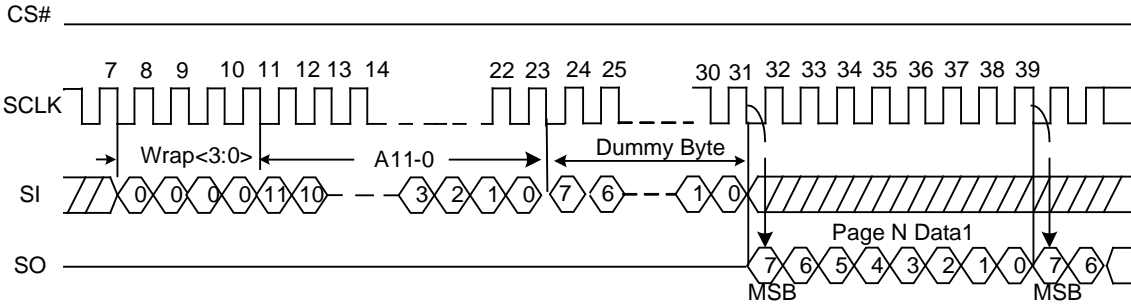 CS#
7 8 9 10 11 12 13 14 22 23 24 25 30 31 32 33 34 35 36 37 38 39
SCLK
Wrap<3:0> A11-0 Dummy Byte
SI 0 0 0 0 11 10 3 2 1 0 7 6 1 0
Page N Data1
SO 7 6 5 4 3 2 1 0 7 6
MSB MSB